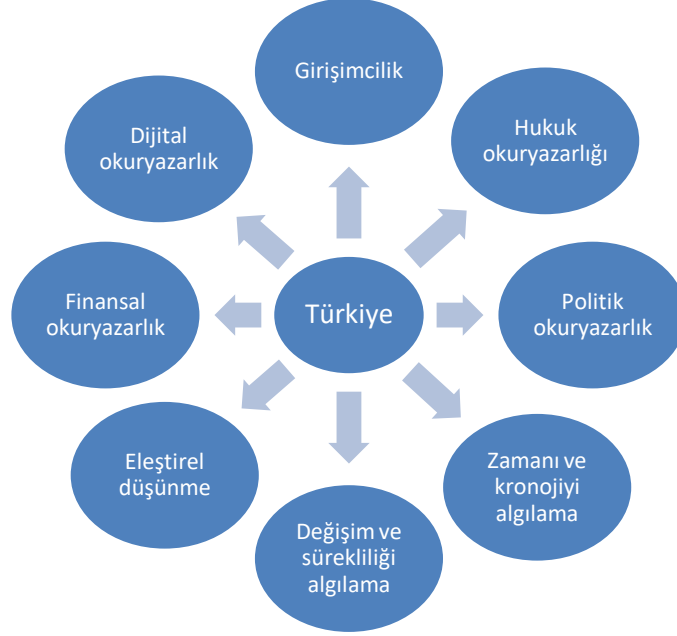 Girişimcilik
Hukuk
okuryazarlığı
Politik
okuryazarlık
Zamanı ve
kronojiyi
algılama
Değişim ve
sürekliliği
algılama
Eleştirel
düşünme
Finansal
okuryazarlık
Dijital
okuryazarlık
Türkiye